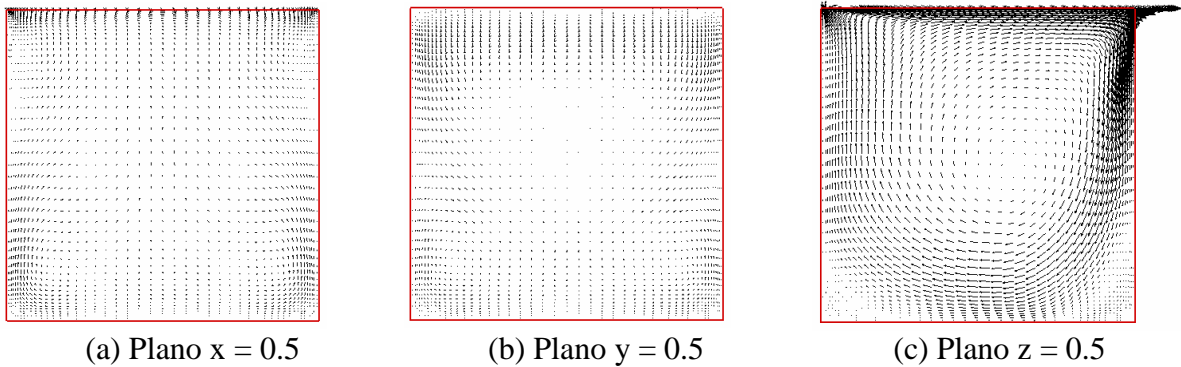 (a) Plano x = 0.5
(b) Plano y = 0.5
(c) Plano z = 0.5